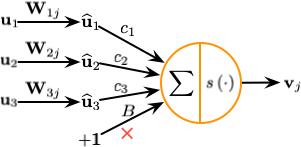 W₁ⱼ
u₁ û₁ c₁
W₂ⱼ
u₂ û₂ c₂
W₃ⱼ
u₃ û₃ c₃
∑ s(·) vⱼ
B
×
+1